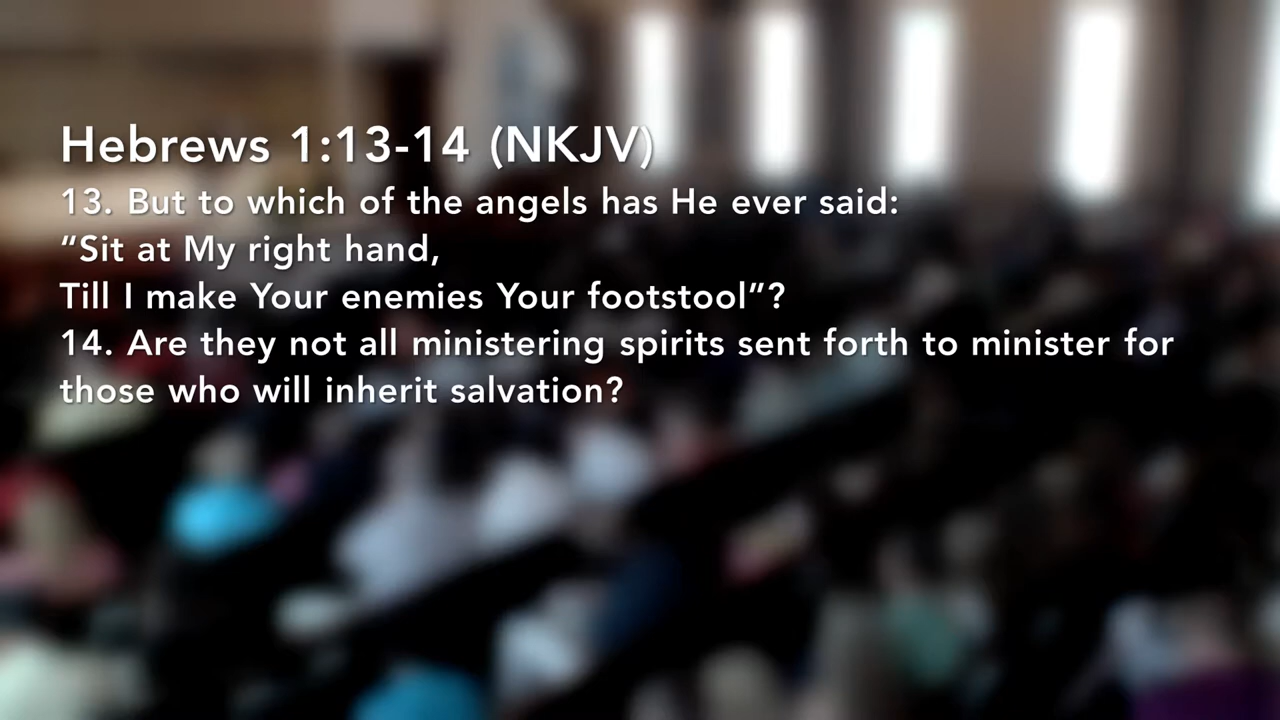 Hebrews 1:13-14 (NKJV)
13. But to which of the angels has He ever said:
“Sit at My right hand,
Till I make Your enemies Your footstool”?
14. Are they not all ministering spirits sent forth to minister for
those who will inherit salvation?